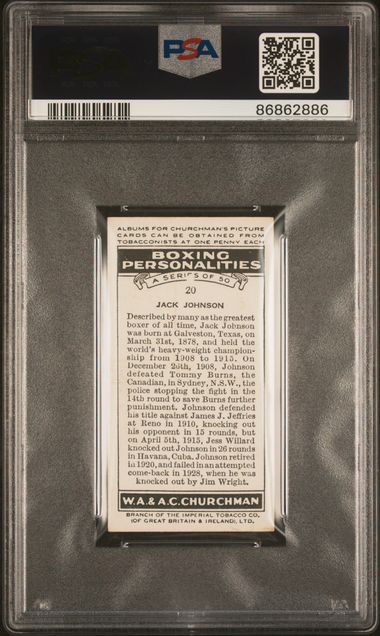 PSA
86862886
ALBUMS FOR CHURCHMAN'S PICTURE
CARDS CAN BE OBTAINED FROM
TOBACCONISTS AT ONE PENNY EACH
BOXING
PERSONALITIES
A SERIES OF 50
20
JACK JOHNSON
Described by many as the greatest
boxer of all time, Jack Johnson
was born at Galveston, Texas, on
March 31st, 1878, and held the
world's heavy-weight champion-
ship from 1908 to 1915. On
December 26th, 1908, Johnson
defeated Tommy Burns, the
Canadian, in Sydney, N.S.W., the
police stopping the fight in the
14th round to save Burns further
punishment. Johnson defended
his title against James J. Jeffries
at Reno in 1910, knocking out
his opponent in 15 rounds, but
on April 5th, 1915, Jess Willard
knocked out Johnson in 26 rounds
in Havana, Cuba. Johnson retired
in 1920, and failed in an attempted
come-back in 1928, when he was
knocked out by Jim Wright.
W.A. & A.C. CHURCHMAN
BRANCH OF THE IMPERIAL TOBACCO CO.
(OF GREAT BRITAIN & IRELAND), LTD.